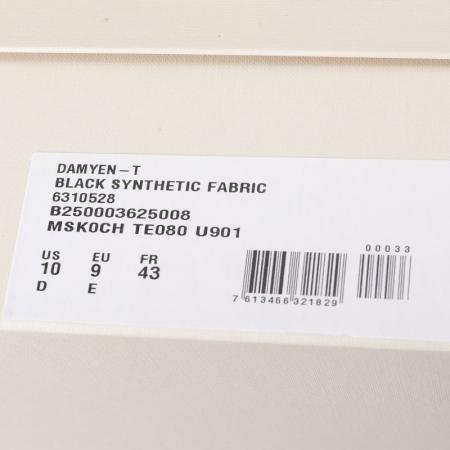 DAMYEN-T
BLACK SYNTHETIC FABRIC
6310528
B250003625008
MSK0CH TE080 U901
US EU FR
10 9 43
D E
00033
7 613466 321829